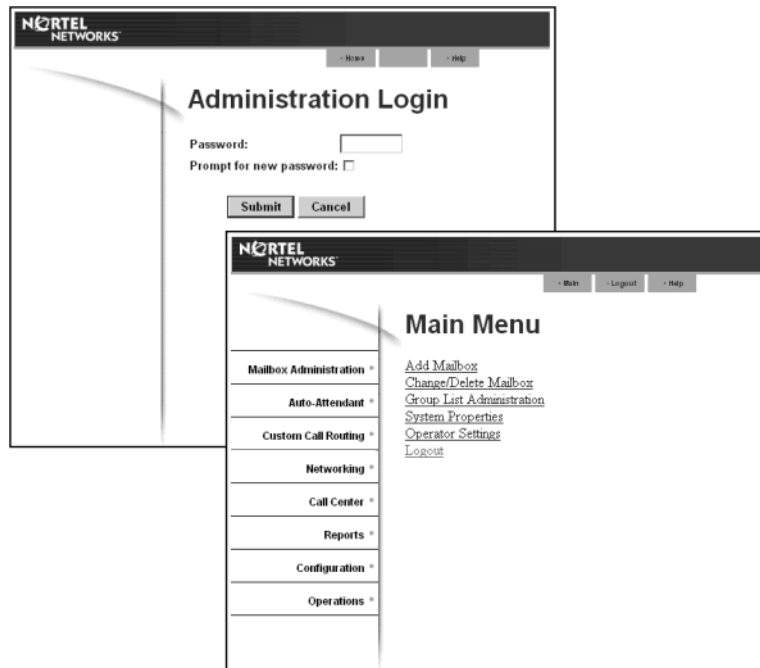 NORTEL
NETWORKS
- Home
- Help
Administration Login
Password:
Prompt for new password:
Submit
Cancel
NORTEL
NETWORKS
- Main
- Logout
- Help
Main Menu
Mailbox Administration
Auto-Attendant
Custom Call Routing
Networking
Call Center
Reports
Configuration
Operations
Add Mailbox
Change/Delete Mailbox
Group List Administration
System Properties
Operator Settings
Logout